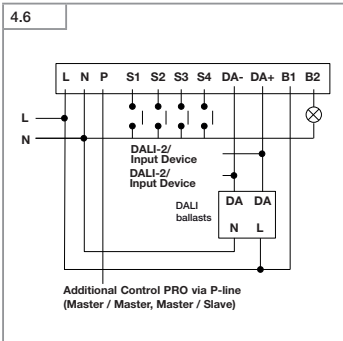 4.6
L N P S1 S2 S3 S4 DA- DA+ B1 B2
L
N
DALI-2/
Input Device
DALI-2/
Input Device
DALI
ballasts
DA DA
N L
Additional Control PRO via P-line
(Master / Master, Master / Slave)